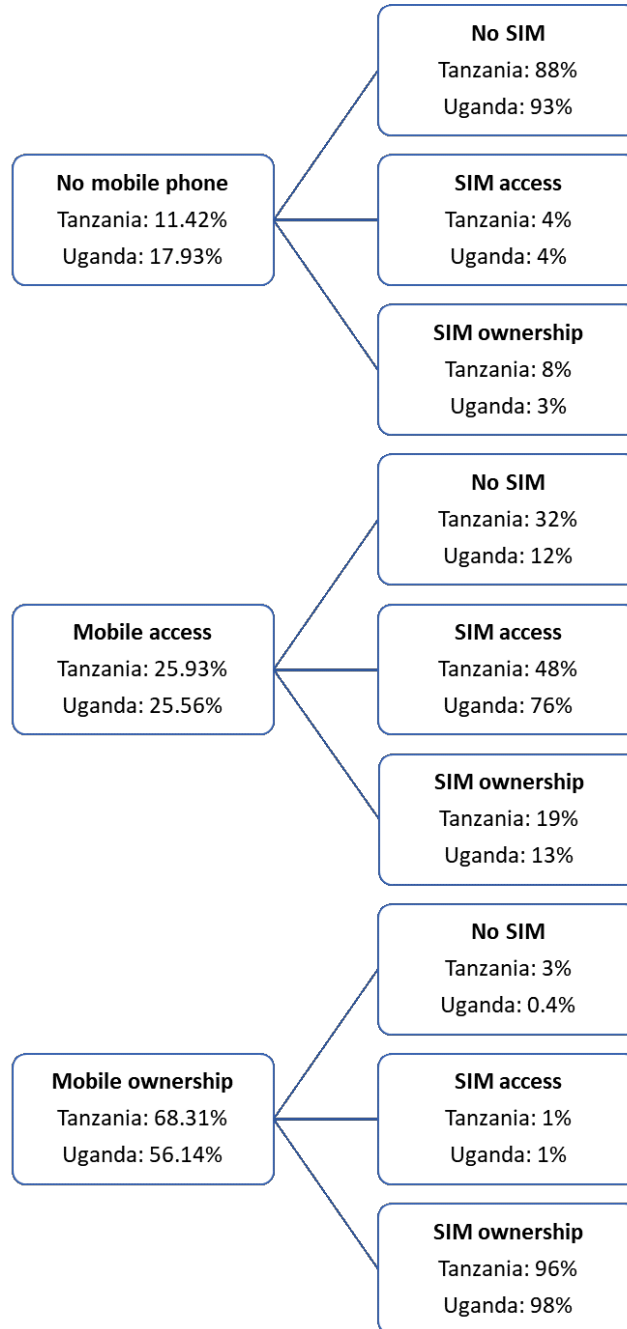 No mobile phone
Tanzania: 11.42%
Uganda: 17.93%
No SIM
Tanzania: 88%
Uganda: 93%
SIM access
Tanzania: 4%
Uganda: 4%
SIM ownership
Tanzania: 8%
Uganda: 3%
Mobile access
Tanzania: 25.93%
Uganda: 25.56%
No SIM
Tanzania: 32%
Uganda: 12%
SIM access
Tanzania: 48%
Uganda: 76%
SIM ownership
Tanzania: 19%
Uganda: 13%
Mobile ownership
Tanzania: 68.31%
Uganda: 56.14%
No SIM
Tanzania: 3%
Uganda: 0.4%
SIM access
Tanzania: 1%
Uganda: 1%
SIM ownership
Tanzania: 96%
Uganda: 98%